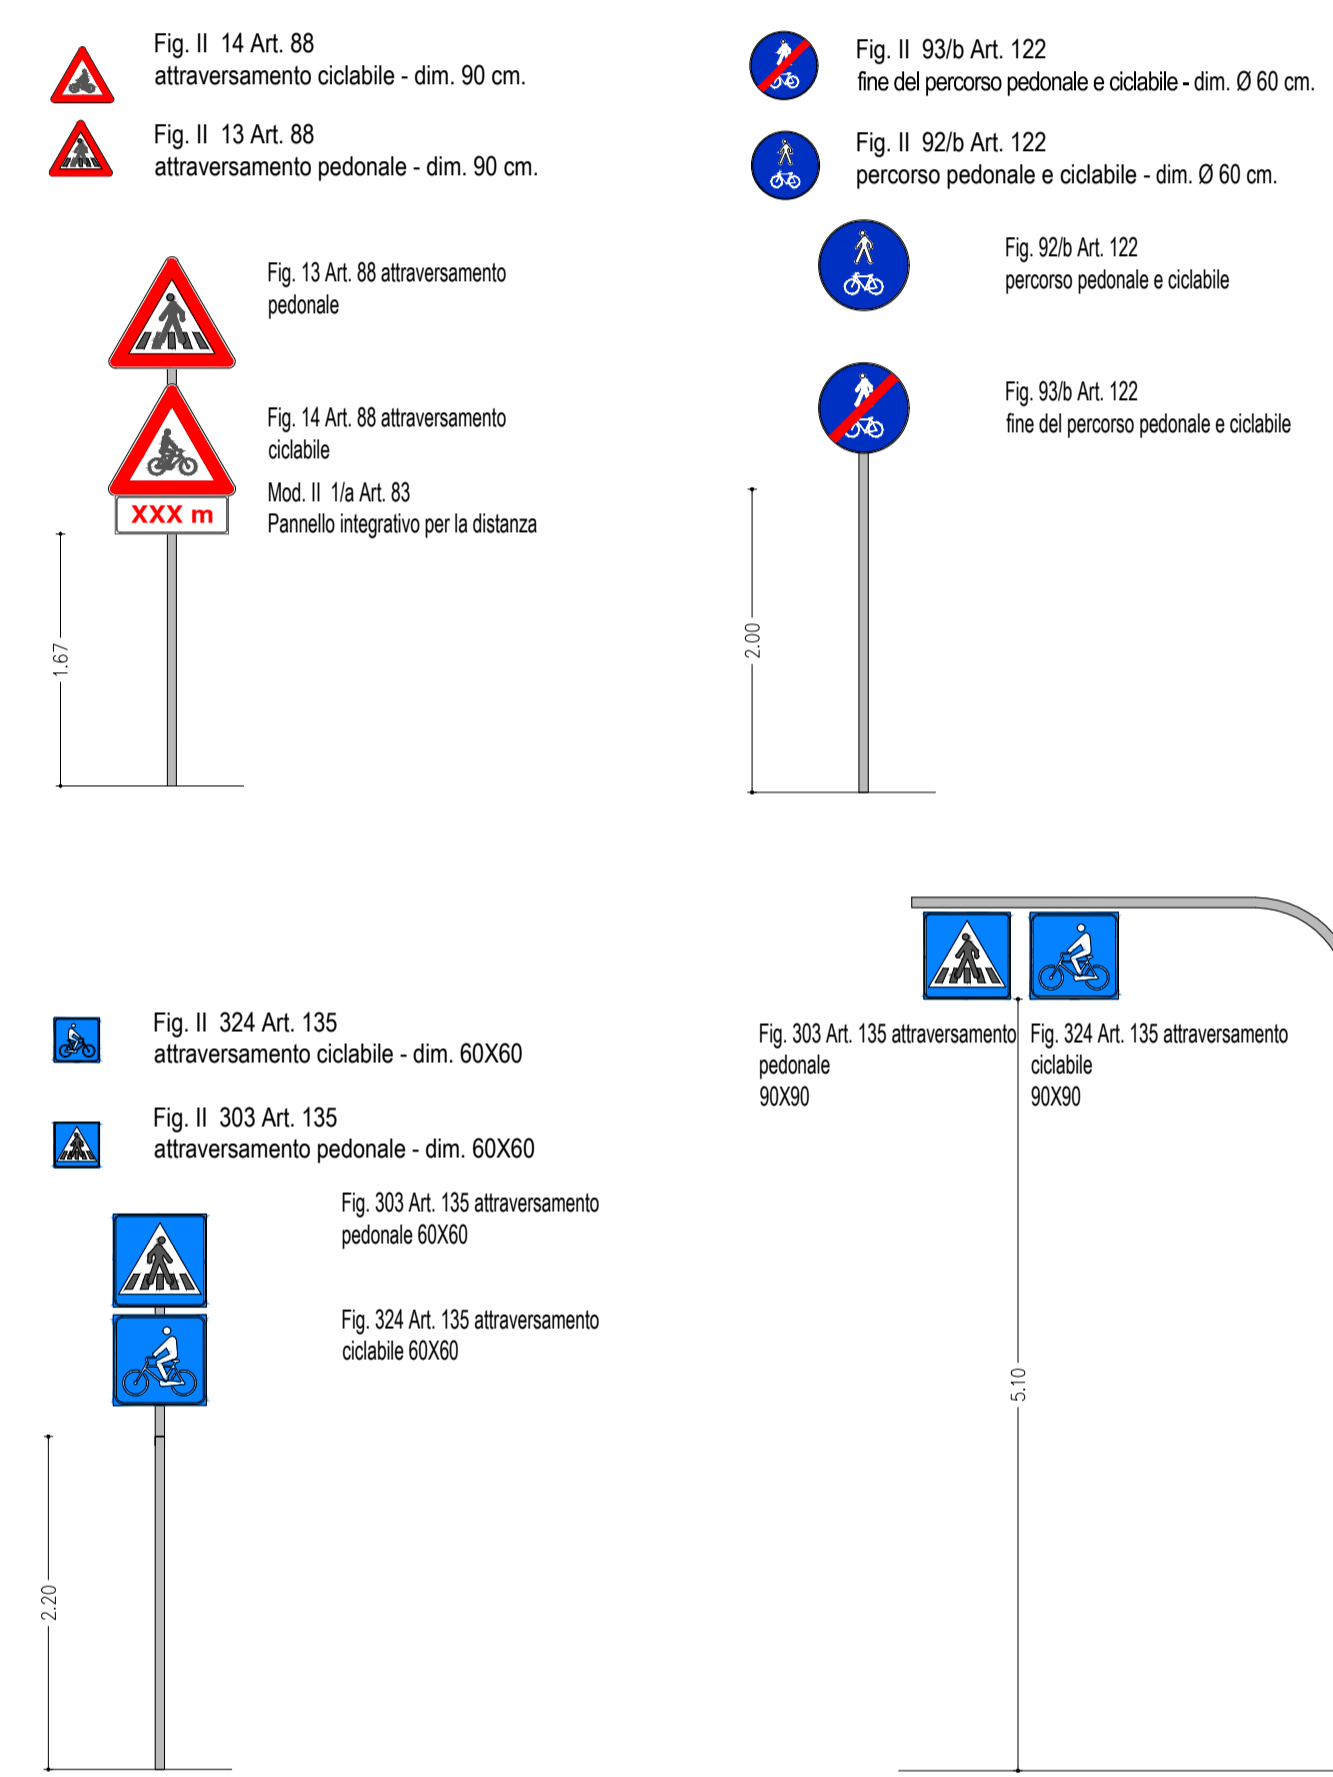 Fig. II 14 Art. 88
attraversamento ciclabile - dim. 90 cm.
Fig. II 13 Art. 88
attraversamento pedonale - dim. 90 cm.
Fig. 13 Art. 88 attraversamento
pedonale
Fig. 14 Art. 88 attraversamento
ciclabile
Mod. II 1/a Art. 83
Pannello integrativo per la distanza
XXX m
1.67
Fig. II 93/b Art. 122
fine del percorso pedonale e ciclabile - dim. Ø 60 cm.
Fig. II 92/b Art. 122
percorso pedonale e ciclabile - dim. Ø 60 cm.
Fig. 92/b Art. 122
percorso pedonale e ciclabile
Fig. 93/b Art. 122
fine del percorso pedonale e ciclabile
2.00
Fig. II 324 Art. 135
attraversamento ciclabile - dim. 60X60
Fig. II 303 Art. 135
attraversamento pedonale - dim. 60X60
Fig. 303 Art. 135 attraversamento
pedonale 60X60
Fig. 324 Art. 135 attraversamento
ciclabile 60X60
2.20
Fig. 303 Art. 135 attraversamento
pedonale
90X90
Fig. 324 Art. 135 attraversamento
ciclabile
90X90
5.10